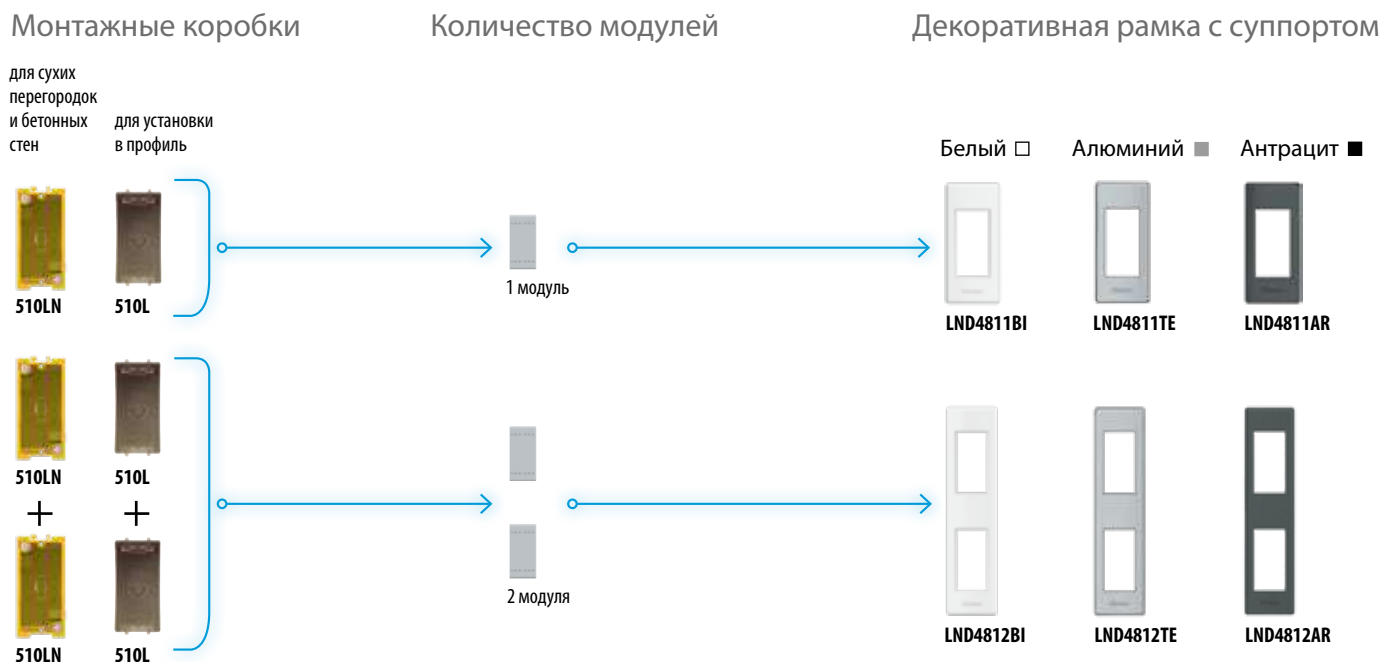 Монтажные коробки
Количество модулей
Декоративная рамка с суппортом
для сухих
перегородок
и бетонных
стен
для установки
в профиль
Белый
Алюминий
Антрацит
510LN
510L
1 модуль
LND4811BI
LND4811TE
LND4811AR
510LN
510L
+
+
510LN
510L
2 модуля
LND4812BI
LND4812TE
LND4812AR